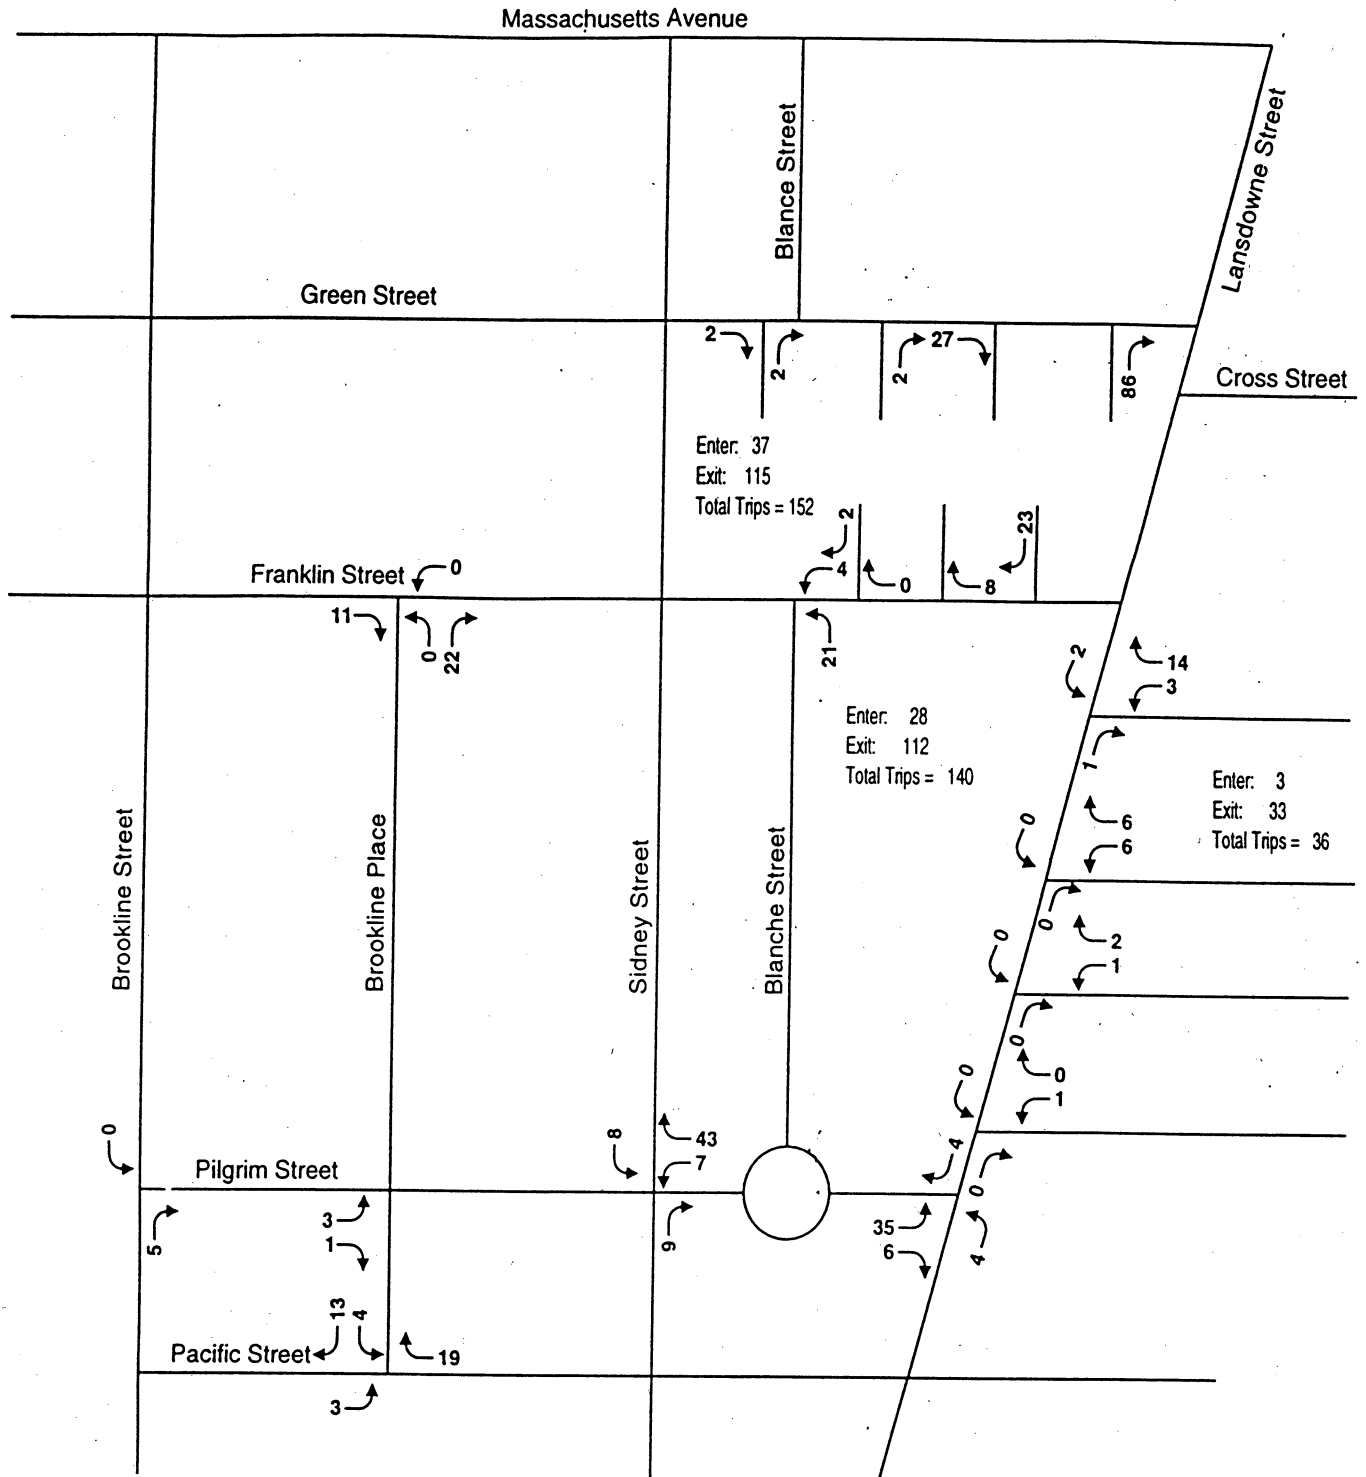 Massachusetts Avenue
Blance Street
Lansdowne Street
Green Street
2
2
2
27
86
Cross Street
Enter: 37
Exit: 115
Total Trips = 152
2
23
Franklin Street
0
4
0
8
11
0
22
21
2
14
3
Enter: 28
Exit: 112
Total Trips = 140
1
Enter: 3
Exit: 33
Total Trips = 36
0
6
6
Brookline Street
Brookline Place
Sidney Street
Blanche Street
0
0
2
1
0
0
0
1
0
8
43
7
4
Pilgrim Street
0
5
3
1
9
35
6
4
13
4
Pacific Street
19
3